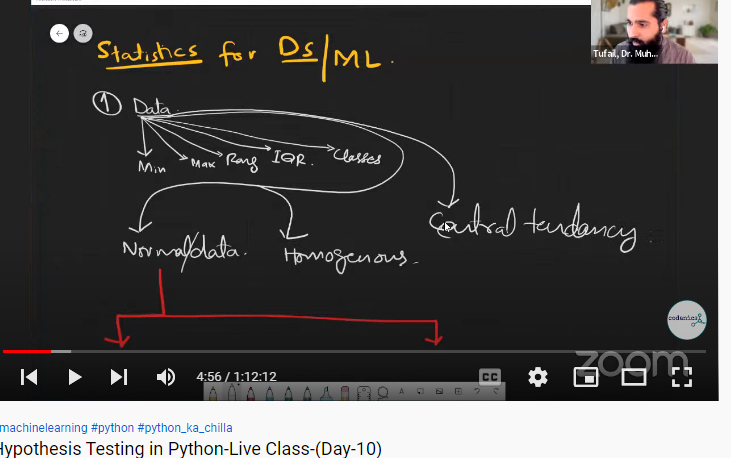 Statistics for DS/ML.
Tufail, Dr. Muh...
① Data.
Min
Max
Rang
IQR.
Classes
Central tendancy
Normal/data.
Homogenous.
codanics
zoom
4:56 / 1:12:12
CC
machinelearning #python #python_ka_chilla
Hypothesis Testing in Python-Live Class-(Day-10)